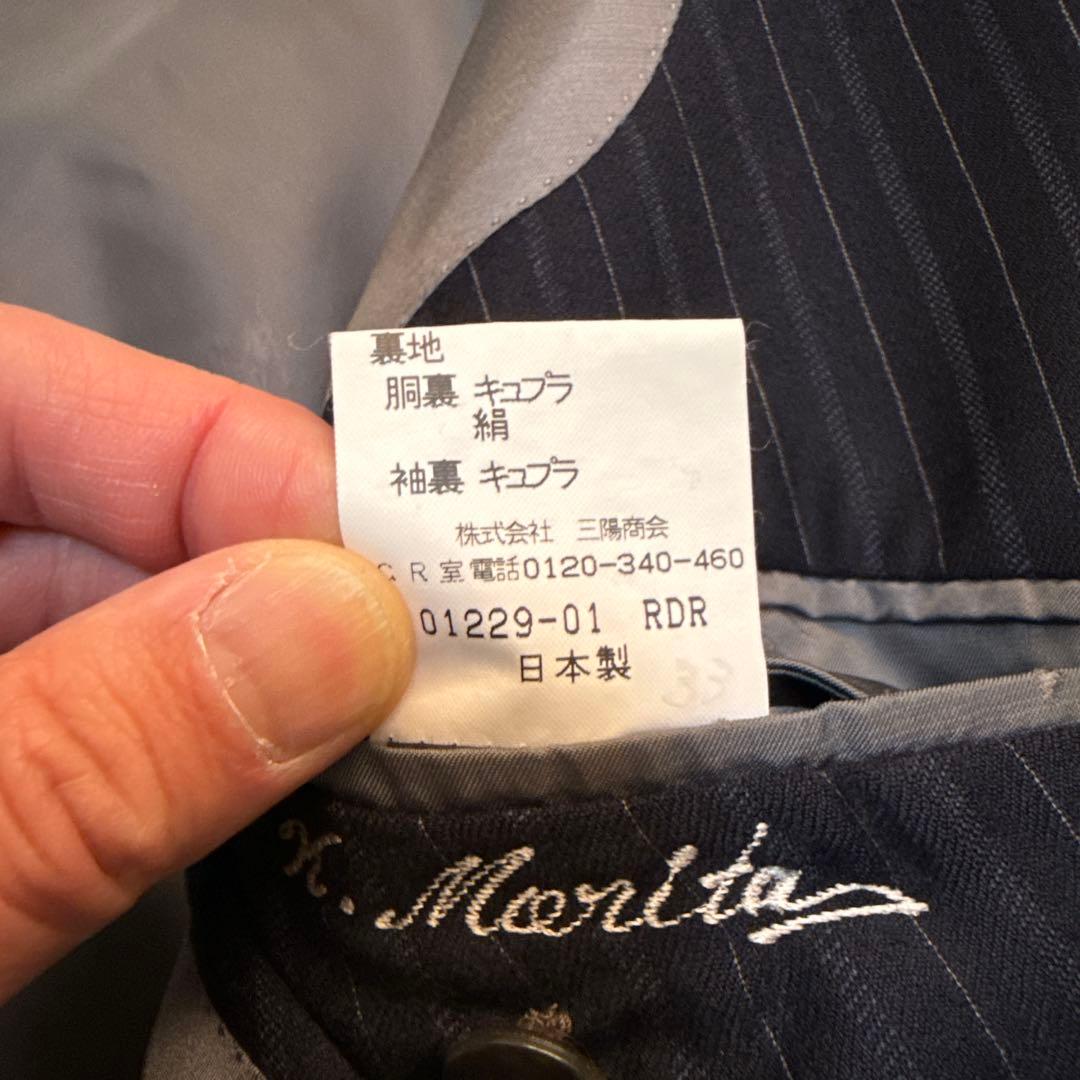 裏地
胴裏 キュプラ
絹
袖裏 キュプラ
株式会社 三陽商会
C R 室 電話0120-340-460
01229-01 RDR
日本製
33
K. Morita